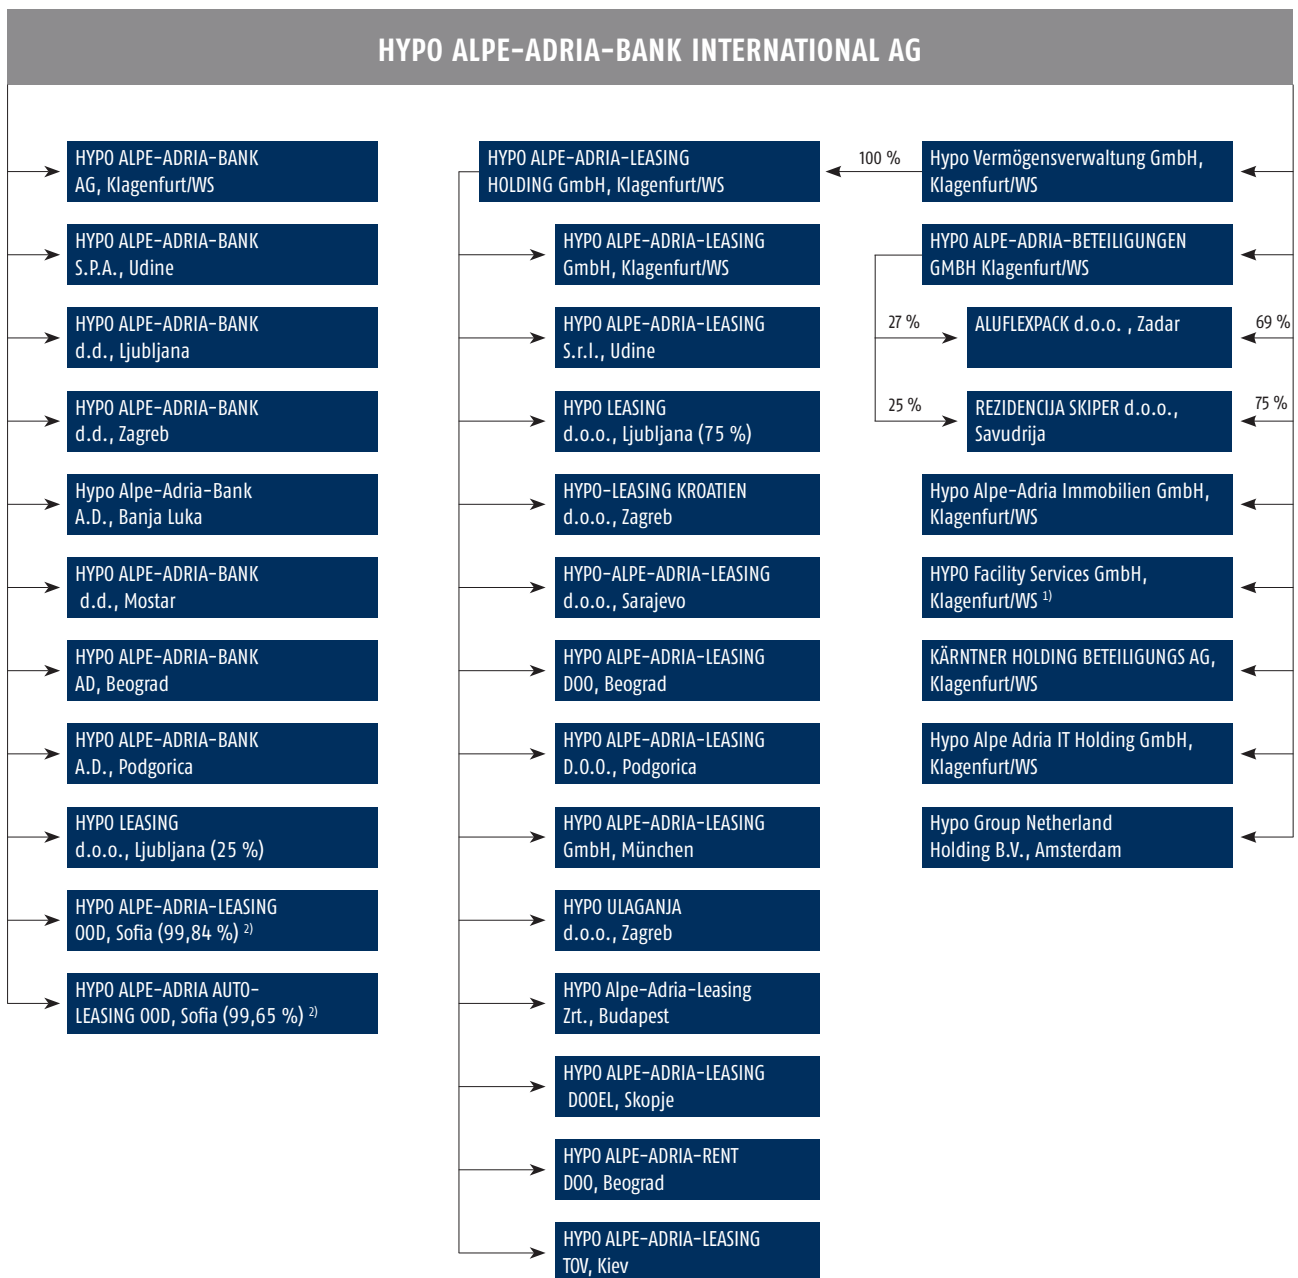 HYPO ALPE-ADRIA-BANK INTERNATIONAL AG
HYPO ALPE-ADRIA-BANK
AG, Klagenfurt/WS
HYPO ALPE-ADRIA-BANK
S.P.A., Udine
HYPO ALPE-ADRIA-BANK
d.d., Ljubljana
HYPO ALPE-ADRIA-BANK
d.d., Zagreb
Hypo Alpe-Adria-Bank
A.D., Banja Luka
HYPO ALPE-ADRIA-BANK
d.d., Mostar
HYPO ALPE-ADRIA-BANK
AD, Beograd
HYPO ALPE-ADRIA-BANK
A.D., Podgorica
HYPO LEASING
d.o.o., Ljubljana (25 %)
HYPO ALPE-ADRIA-LEASING
OOD, Sofia (99,84 %) 2)
HYPO ALPE-ADRIA AUTO-
LEASING OOD, Sofia (99,65 %) 2)
HYPO ALPE-ADRIA-LEASING
HOLDING GmbH, Klagenfurt/WS
HYPO ALPE-ADRIA-LEASING
GmbH, Klagenfurt/WS
HYPO ALPE-ADRIA-LEASING
S.r.l., Udine
HYPO LEASING
d.o.o., Ljubljana (75 %)
HYPO-LEASING KROATIEN
d.o.o., Zagreb
HYPO-ALPE-ADRIA-LEASING
d.o.o., Sarajevo
HYPO ALPE-ADRIA-LEASING
DOO, Beograd
HYPO ALPE-ADRIA-LEASING
D.O.O., Podgorica
HYPO ALPE-ADRIA-LEASING
GmbH, München
HYPO ULAGANJA
d.o.o., Zagreb
HYPO Alpe-Adria-Leasing
Zrt., Budapest
HYPO ALPE-ADRIA-LEASING
DOOEL, Skopje
HYPO ALPE-ADRIA-RENT
DOO, Beograd
HYPO ALPE-ADRIA-LEASING
TOV, Kiev
100 %
Hypo Vermögensverwaltung GmbH,
Klagenfurt/WS
HYPO ALPE-ADRIA-BETEILIGUNGEN
GMBH Klagenfurt/WS
27 %
ALUFLEXPACK d.o.o. , Zadar
69 %
25 %
REZIDENCIJA SKIPER d.o.o.,
Savudrija
75 %
Hypo Alpe-Adria Immobilien GmbH,
Klagenfurt/WS
HYPO Facility Services GmbH,
Klagenfurt/WS 1)
KÄRNTNER HOLDING BETEILIGUNGS AG,
Klagenfurt/WS
Hypo Alpe Adria IT Holding GmbH,
Klagenfurt/WS
Hypo Group Netherland
Holding B.V., Amsterdam